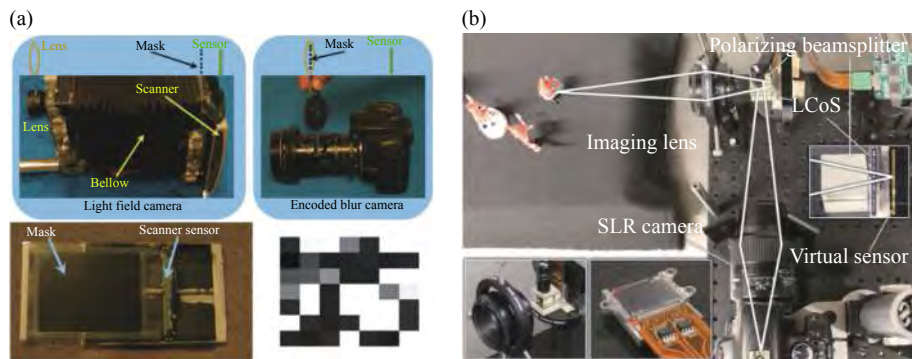 (a)
Lens
Mask
Sensor
Scanner
Lens
Bellow
Light field camera
Mask
Sensor
Encoded blur camera
Mask
Scanner sensor
(b)
Polarizing beamsplitter
LCoS
Imaging lens
SLR camera
Virtual sensor